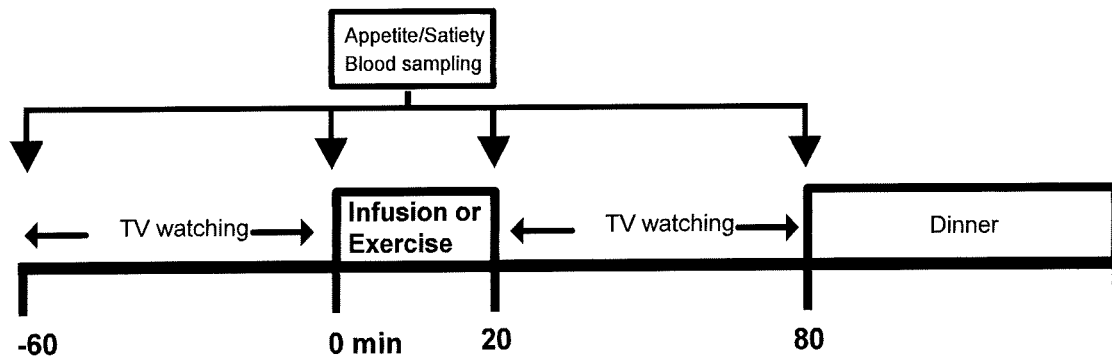 Appetite/Satiety
Blood sampling
TV watching
Infusion or
Exercise
TV watching
Dinner
-60
0 min
20
80